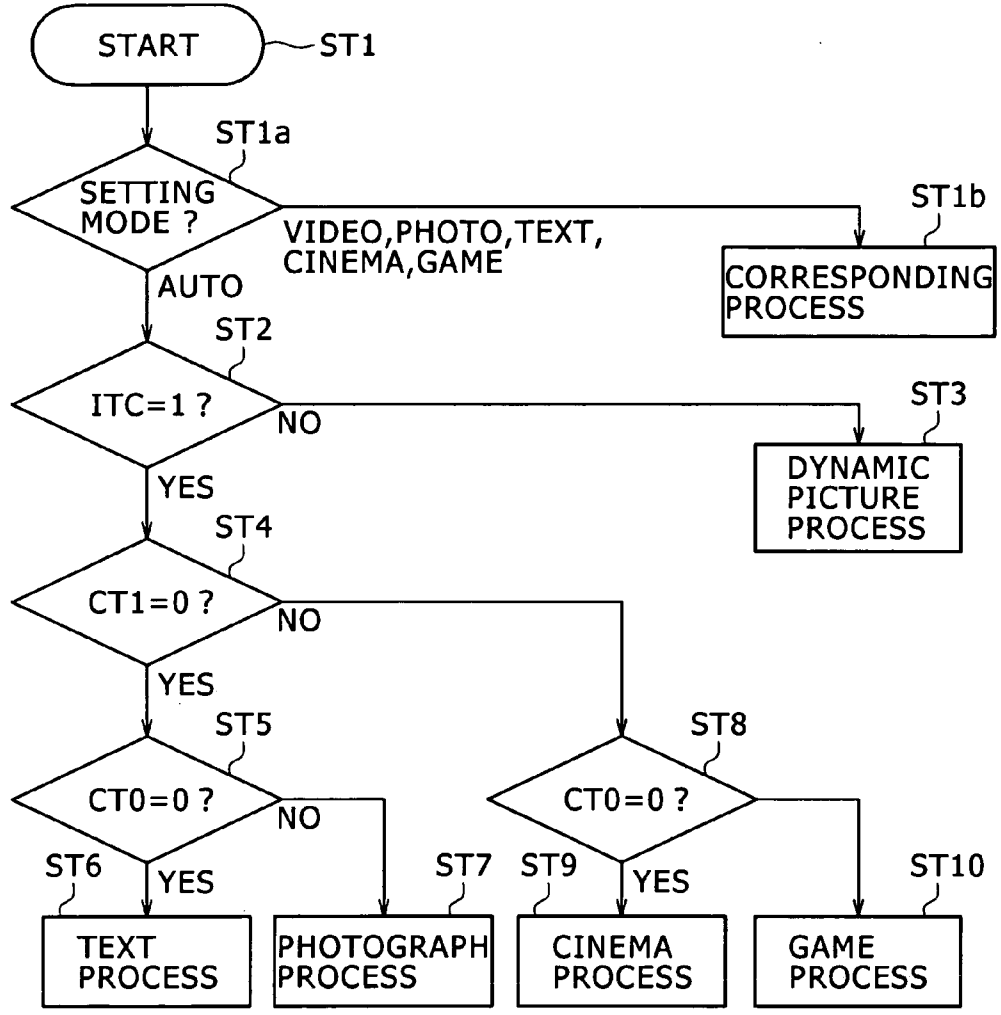 START
ST1
ST1a
SETTING
MODE ?
VIDEO,PHOTO,TEXT,
CINEMA,GAME
ST1b
CORRESPONDING
PROCESS
AUTO
ST2
ITC=1 ?
NO
ST3
DYNAMIC
PICTURE
PROCESS
YES
ST4
CT1=0 ?
NO
YES
ST5
CT0=0 ?
NO
ST8
CT0=0 ?
YES
ST6
TEXT
PROCESS
ST7
PHOTOGRAPH
PROCESS
YES
ST9
CINEMA
PROCESS
ST10
GAME
PROCESS